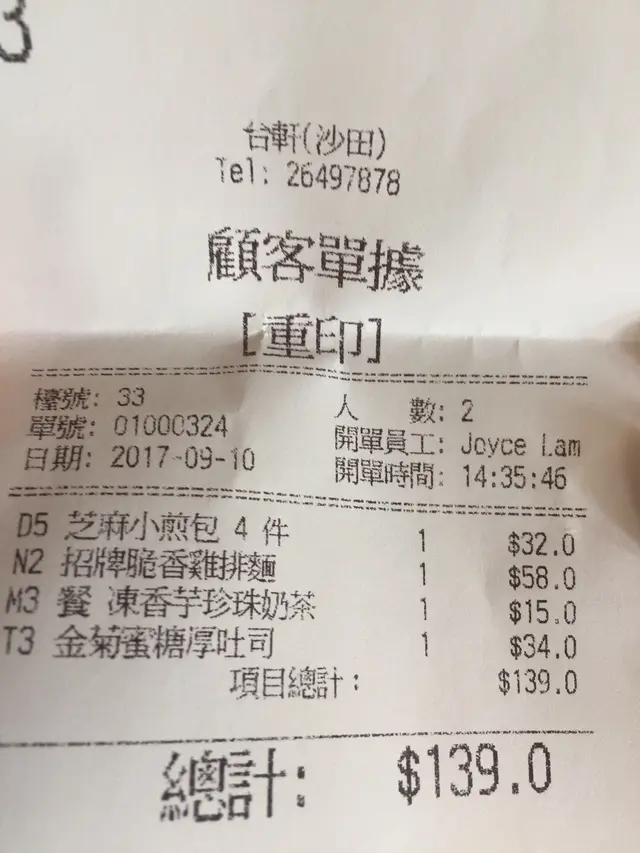 3
台軒(沙田)
Tel: 26497878
顧客單據
[重印]
檯號: 33
人 數: 2
單號: 01000324
開單員工: Joyce Lam
日期: 2017-09-10
開單時間: 14:35:46
D5 芝麻小煎包 4 件 1 $32.0
N2 招牌脆香雞排麵 1 $58.0
M3 餐 凍香芋珍珠奶茶 1 $15.0
T3 金菊蜜糖厚吐司 1 $34.0
項目總計: $139.0
總計: $139.0